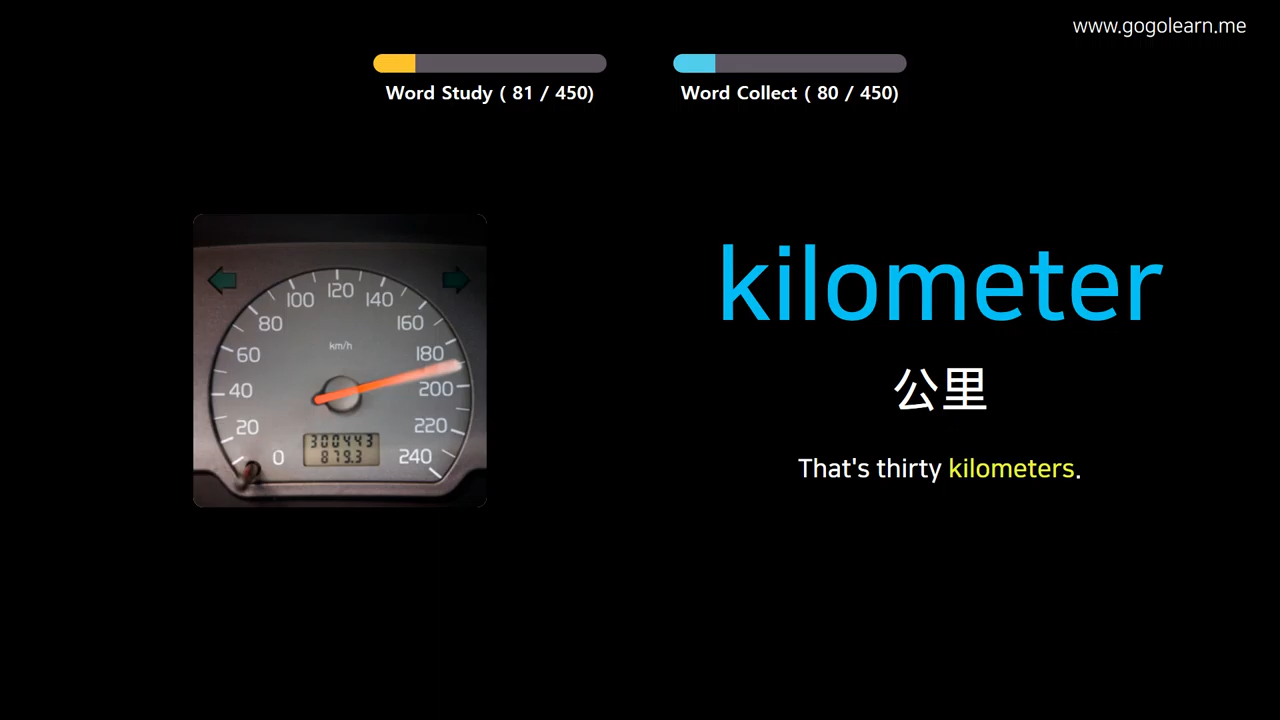 www.gogolearn.me
Word Study ( 81 / 450)
Word Collect ( 80 / 450)
kilometer
公里
That's thirty kilometers.
0
20
40
60
80
100
120
140
160
180
200
220
240
km/h
300443
879.3